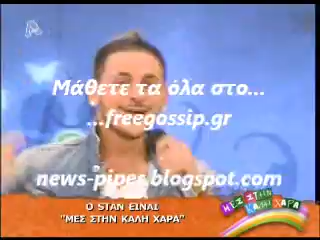 A
Μάθετε τα όλα στο...
...freegossip.gr
news-pipes.blogspot.com
Ο STAN ΕΙΝΑΙ
"ΜΕΣ ΣΤΗΝ ΚΑΛΗ ΧΑΡΑ"
ΜΕΣ ΣΤΗΝ
ΚΑΛΗ ΧΑΡΑ